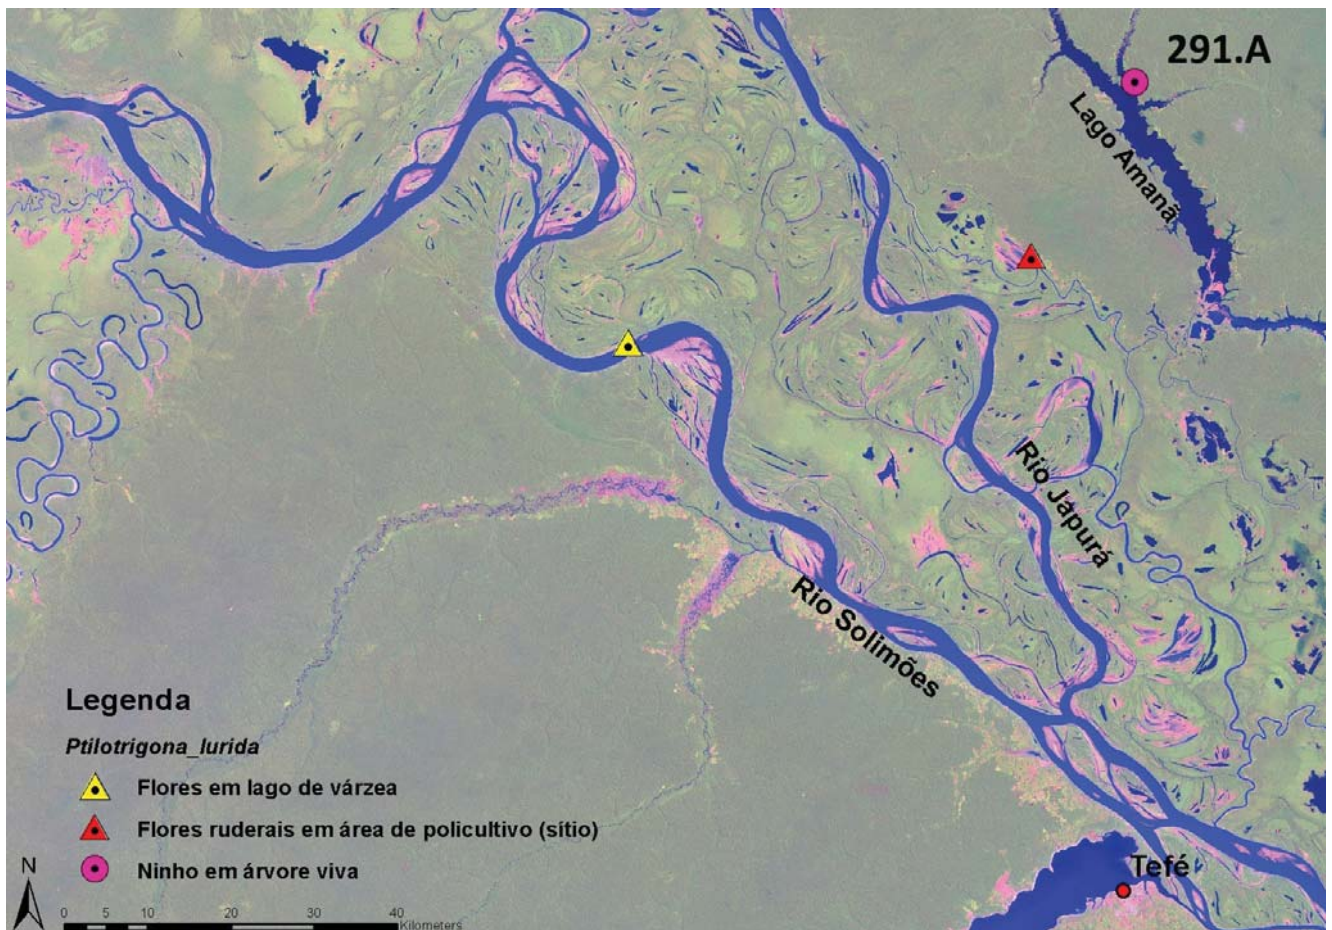 291.A
Lago Amanã
Rio Japurá
Rio Solimões
Tefé
Legenda
Ptilotrigona_lurida
Flores em lago de várzea
Flores ruderais em área de policultivo (sítio)
Ninho em árvore viva
N
0 5 10 20 30 40
Kilometers